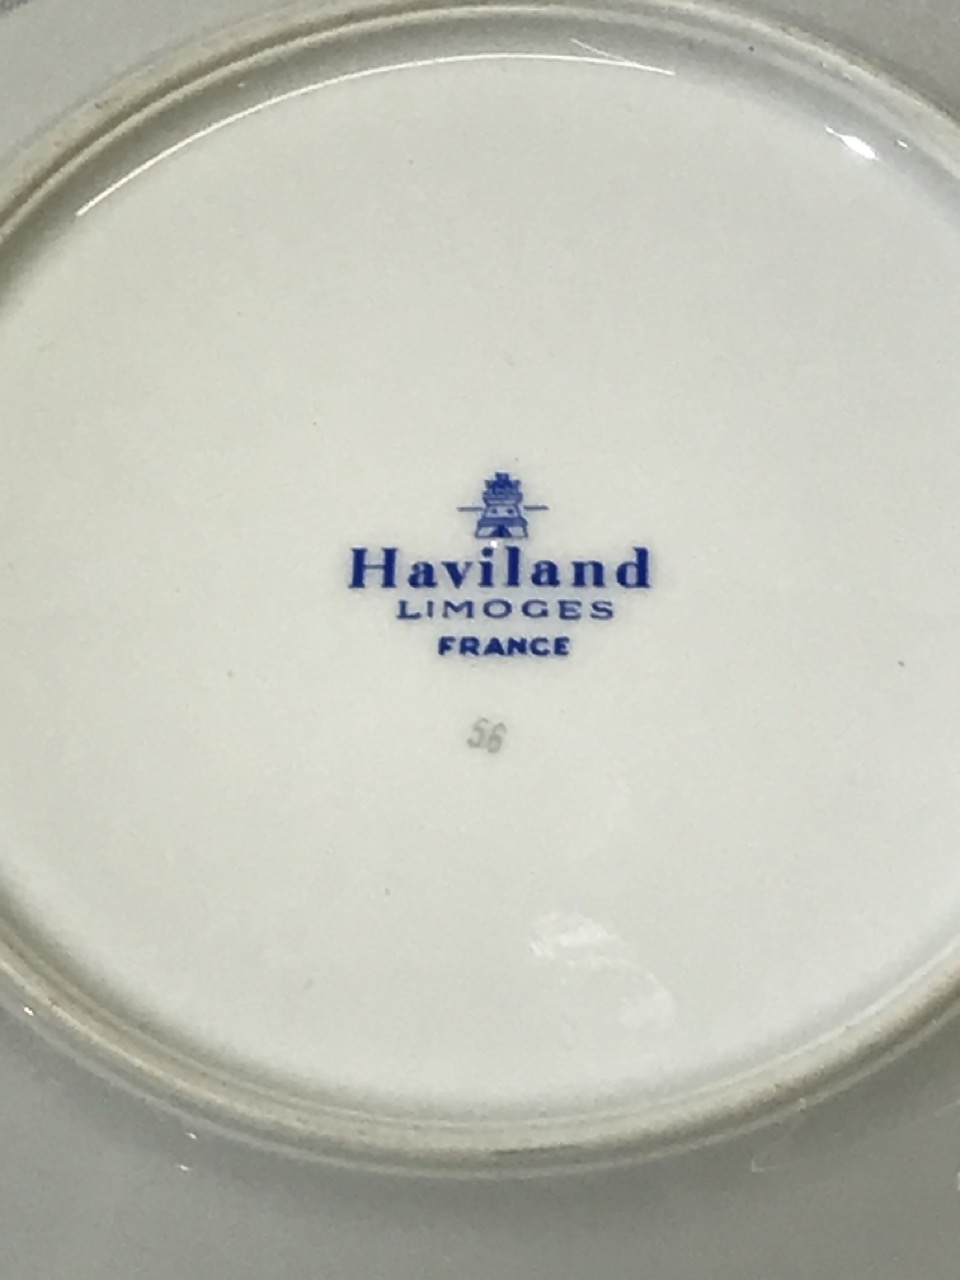 Haviland
LIMOGES
FRANCE
56